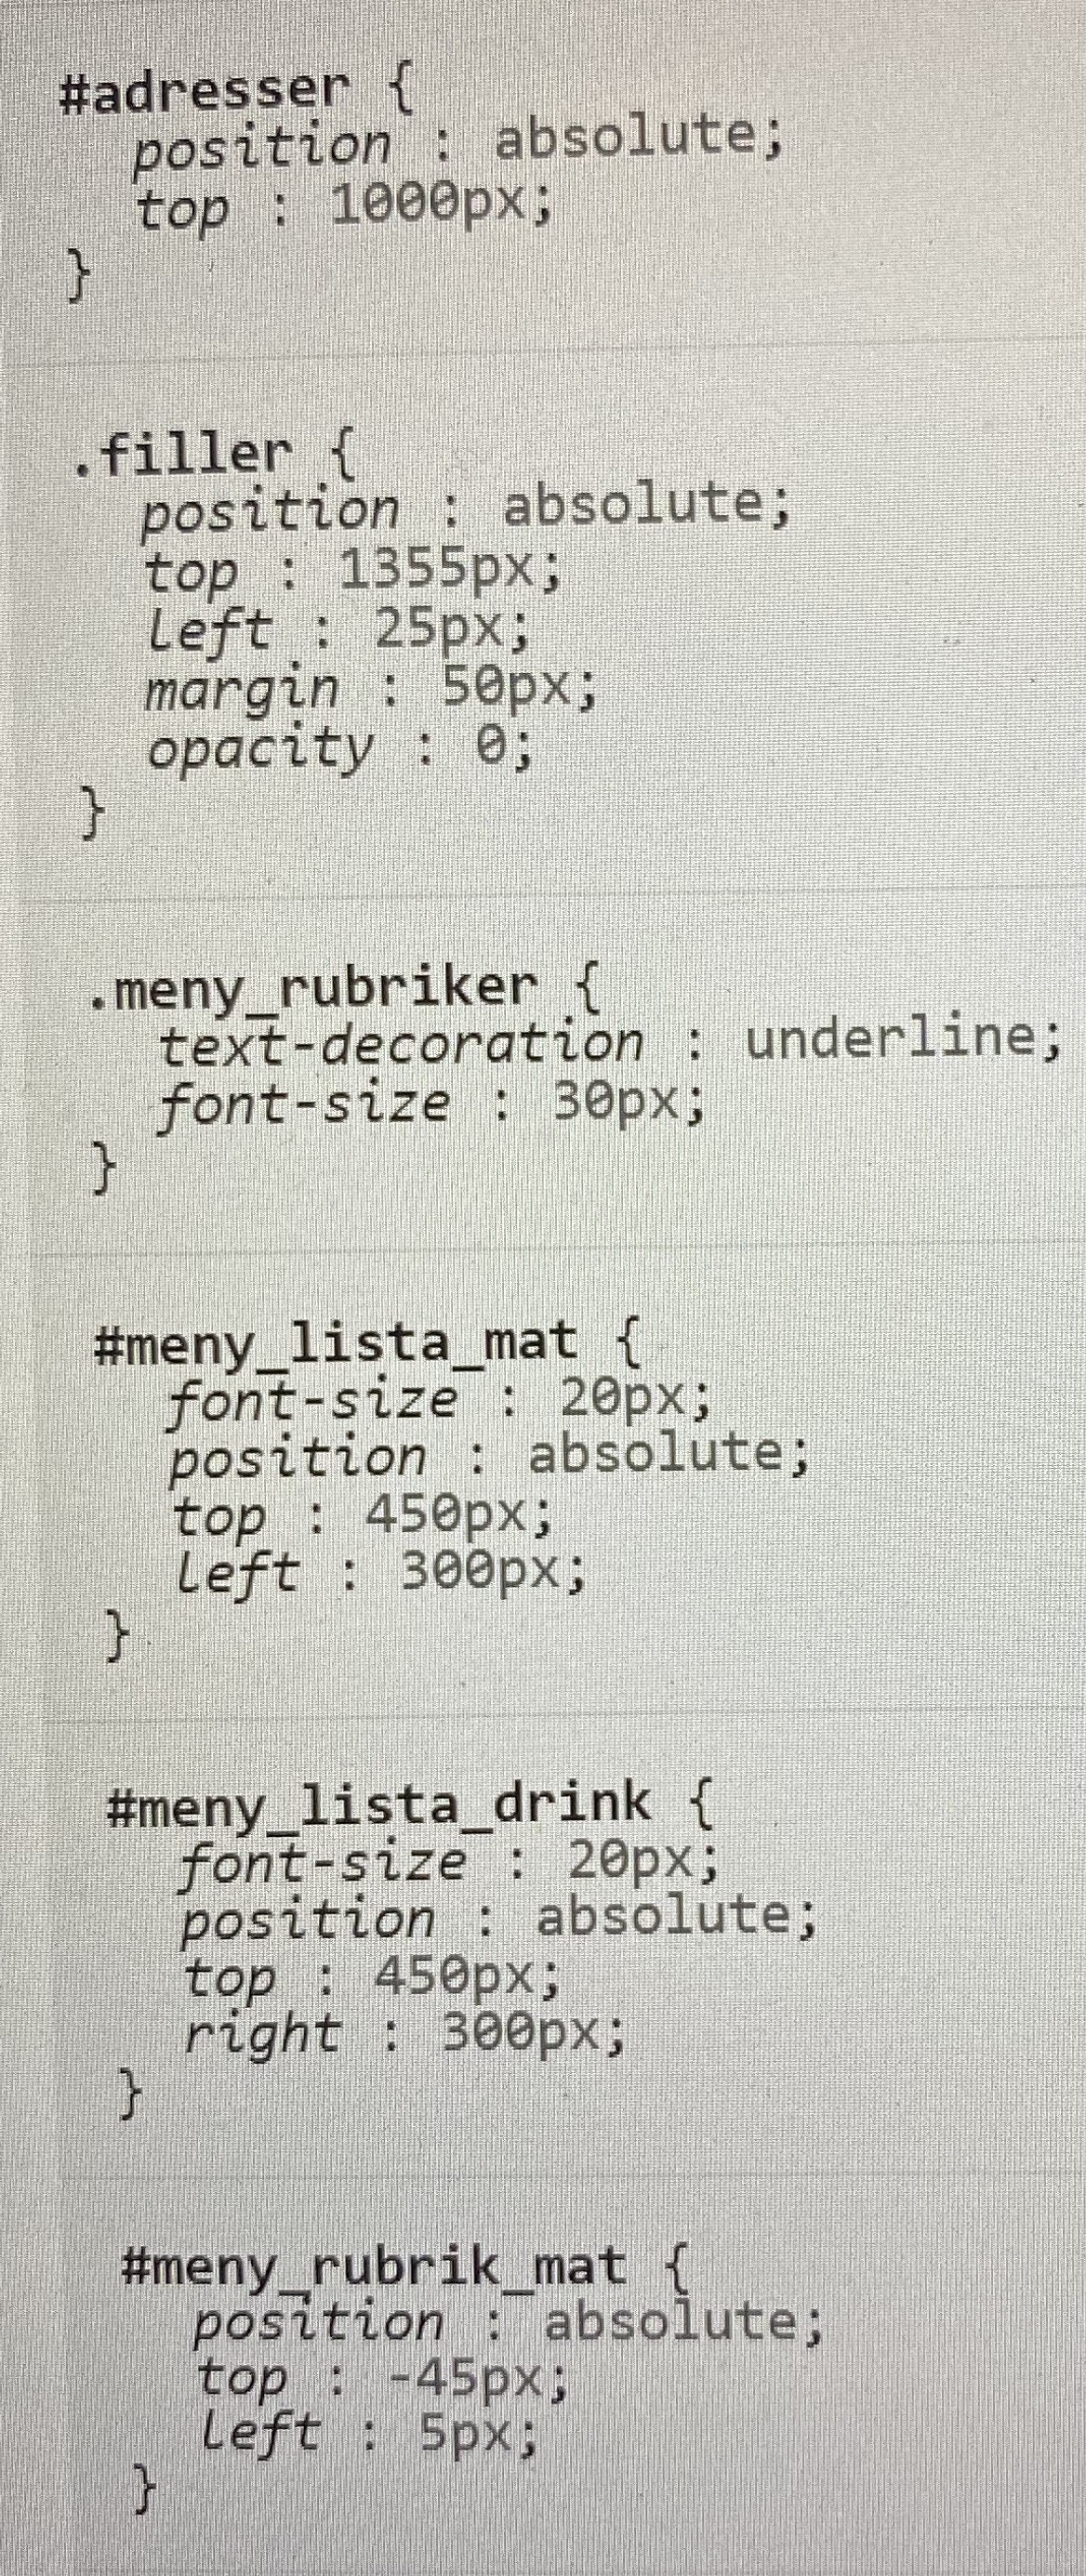 #adresser {
position : absolute;
top : 1000px;
}
.filler {
position : absolute;
top : 1355px;
left : 25px;
margin : 50px;
opacity : 0;
}
.meny_rubriker {
text-decoration : underline;
font-size : 30px;
}
#meny_lista_mat {
font-size : 20px;
position : absolute;
top : 450px;
left : 300px;
}
#meny_lista_drink {
font-size : 20px;
position : absolute;
top : 450px;
right : 300px;
}
#meny_rubrik_mat {
position : absolute;
top : -45px;
left : 5px;
}